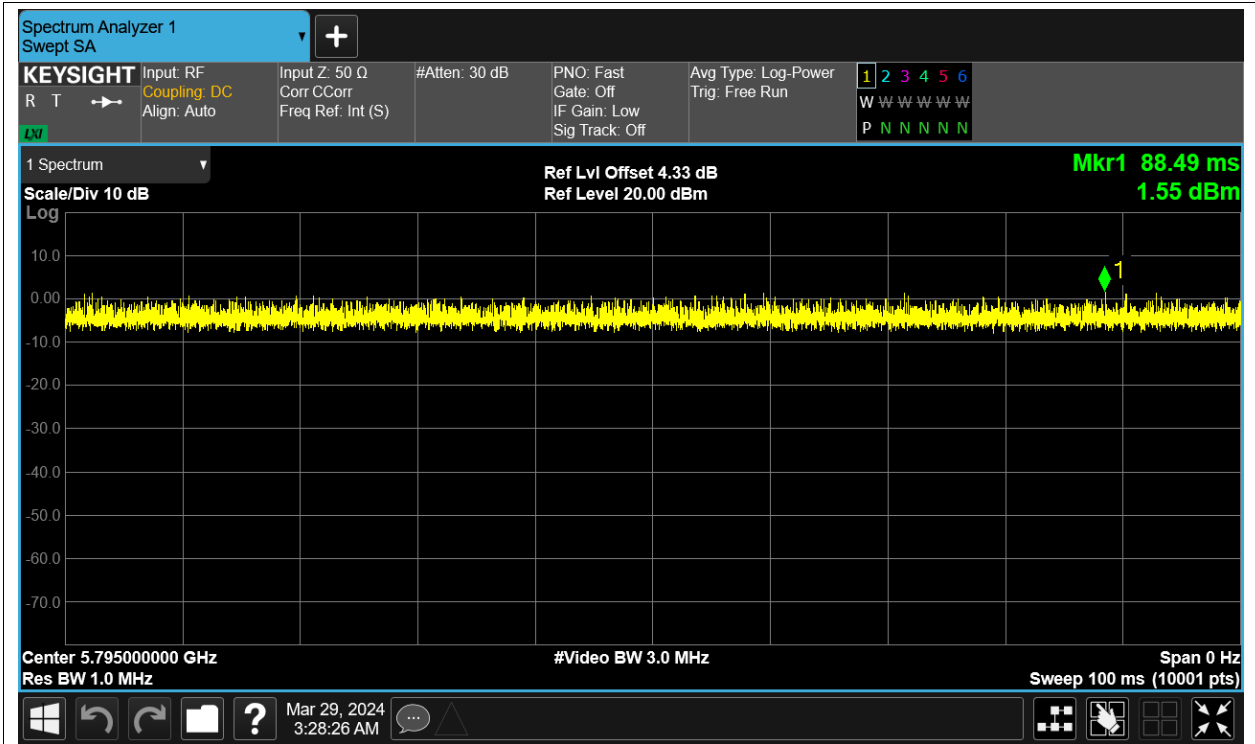 Spectrum Analyzer 1
Swept SA
KEYSIGHT
R T
LXI
Input: RF
Coupling: DC
Align: Auto
Input Z: 50 Ω
Corr CCorr
Freq Ref: Int (S)
#Atten: 30 dB
PNO: Fast
Gate: Off
IF Gain: Low
Sig Track: Off
Avg Type: Log-Power
Trig: Free Run
1 2 3 4 5 6
W W W W W W
P N N N N N
1 Spectrum
Scale/Div 10 dB
Log
Ref Lvl Offset 4.33 dB
Ref Level 20.00 dBm
Mkr1 88.49 ms
1.55 dBm
1
10.0
0.00
-10.0
-20.0
-30.0
-40.0
-50.0
-60.0
-70.0
Center 5.795000000 GHz
Res BW 1.0 MHz
#Video BW 3.0 MHz
Span 0 Hz
Sweep 100 ms (10001 pts)
?
Mar 29, 2024
3:28:26 AM